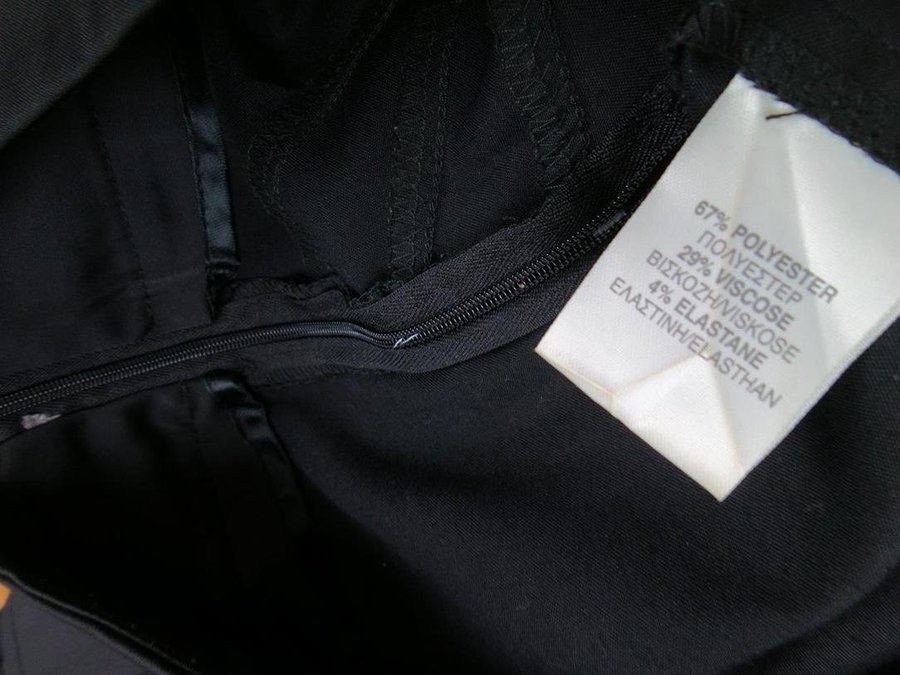 67% POLYESTER
ΠΟΛΥΕΣΤΕΡ
29% VISCOSE
ΒΙΣΚΟΖΗ/VISKOSE
4% ELASTANE
ΕΛΑΣΤΙΝΗ/ELASTHAN